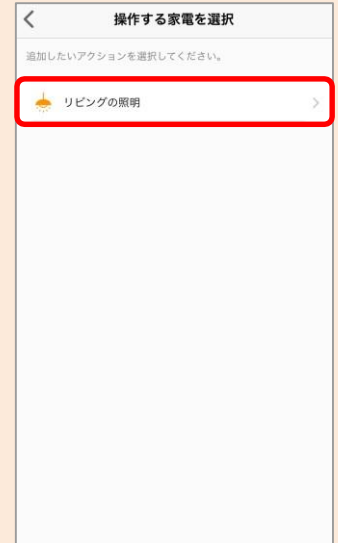 操作する家電を選択
追加したいアクションを選択してください。
リビングの照明